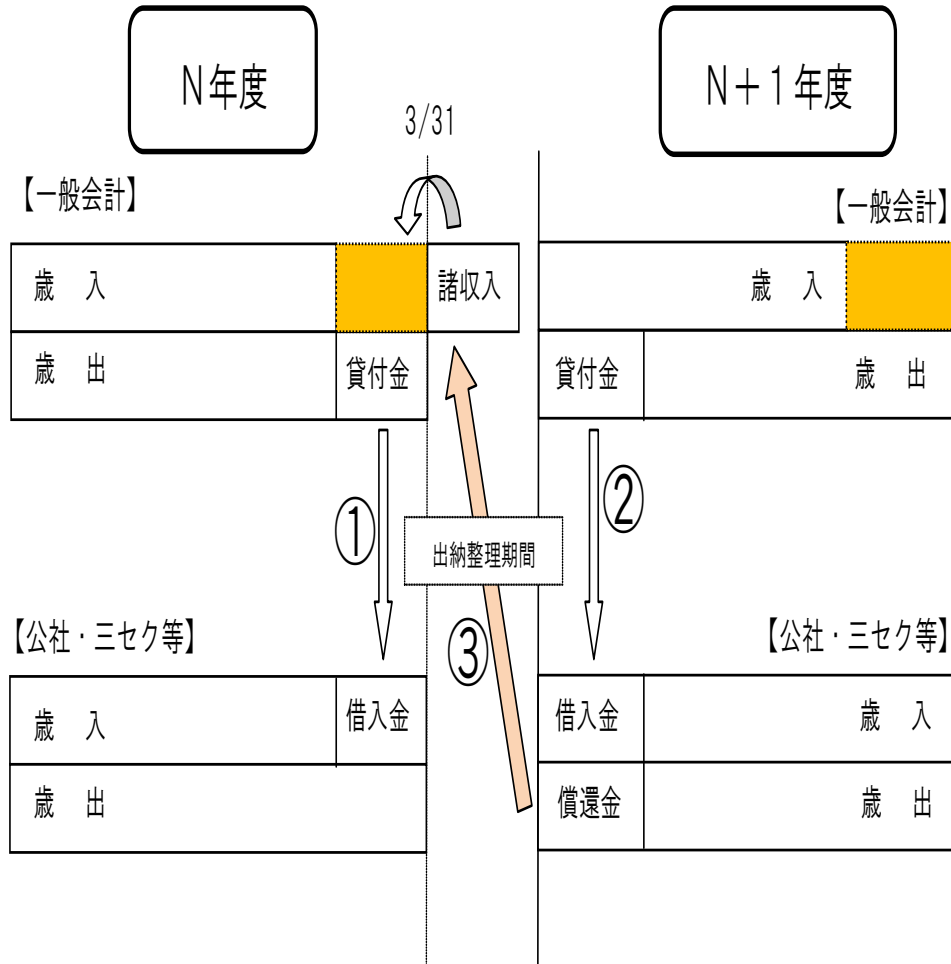 N年度
N+1年度
3/31
【一般会計】
【一般会計】
歳 入
諸収入
歳 入
歳 出
貸付金
貸付金
歳 出
①
②
出納整理期間
③
【公社・三セク等】
【公社・三セク等】
歳 入
借入金
借入金
歳 入
歳 出
償還金
歳 出